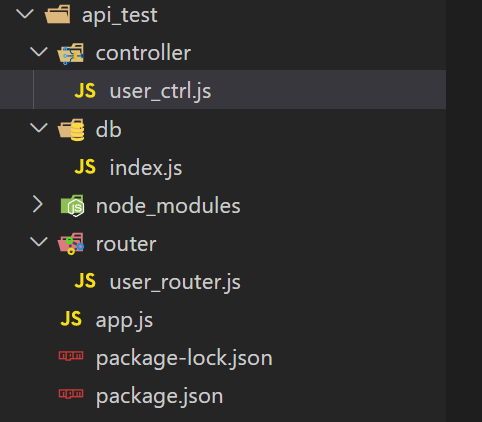 api_test
controller
JS user_ctrl.js
db
JS index.js
node_modules
router
JS user_router.js
JS app.js
package-lock.json
package.json